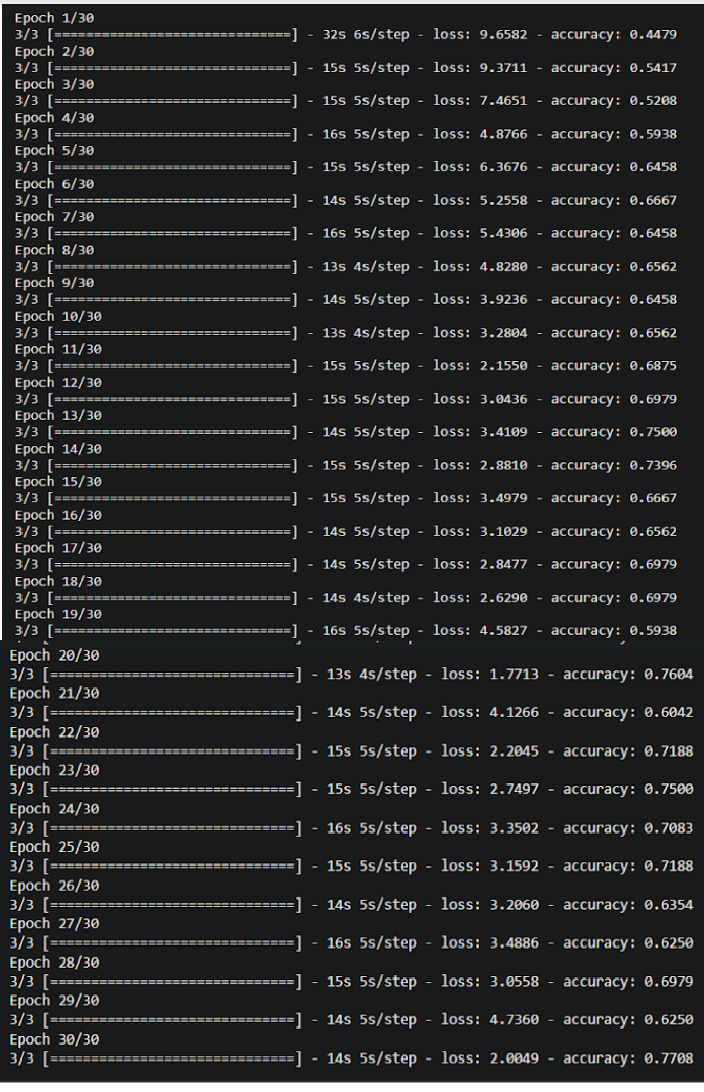 Epoch 1/30
3/3 [==============================] - 32s 6s/step - loss: 9.6582 - accuracy: 0.4479
Epoch 2/30
3/3 [==============================] - 15s 5s/step - loss: 9.3711 - accuracy: 0.5417
Epoch 3/30
3/3 [==============================] - 15s 5s/step - loss: 7.4651 - accuracy: 0.5208
Epoch 4/30
3/3 [==============================] - 16s 5s/step - loss: 4.8766 - accuracy: 0.5938
Epoch 5/30
3/3 [==============================] - 15s 5s/step - loss: 6.3676 - accuracy: 0.6458
Epoch 6/30
3/3 [==============================] - 14s 5s/step - loss: 5.2558 - accuracy: 0.6667
Epoch 7/30
3/3 [==============================] - 16s 5s/step - loss: 5.4306 - accuracy: 0.6458
Epoch 8/30
3/3 [==============================] - 13s 4s/step - loss: 4.8280 - accuracy: 0.6562
Epoch 9/30
3/3 [==============================] - 14s 5s/step - loss: 3.9236 - accuracy: 0.6458
Epoch 10/30
3/3 [==============================] - 13s 4s/step - loss: 3.2804 - accuracy: 0.6562
Epoch 11/30
3/3 [==============================] - 15s 5s/step - loss: 2.1550 - accuracy: 0.6875
Epoch 12/30
3/3 [==============================] - 15s 5s/step - loss: 3.0436 - accuracy: 0.6979
Epoch 13/30
3/3 [==============================] - 14s 5s/step - loss: 3.4109 - accuracy: 0.7500
Epoch 14/30
3/3 [==============================] - 15s 5s/step - loss: 2.8810 - accuracy: 0.7396
Epoch 15/30
3/3 [==============================] - 15s 5s/step - loss: 3.4979 - accuracy: 0.6667
Epoch 16/30
3/3 [==============================] - 14s 5s/step - loss: 3.1029 - accuracy: 0.6562
Epoch 17/30
3/3 [==============================] - 14s 5s/step - loss: 2.8477 - accuracy: 0.6979
Epoch 18/30
3/3 [==============================] - 14s 4s/step - loss: 2.6290 - accuracy: 0.6979
Epoch 19/30
3/3 [==============================] - 16s 5s/step - loss: 4.5827 - accuracy: 0.5938
Epoch 20/30
3/3 [==============================] - 13s 4s/step - loss: 1.7713 - accuracy: 0.7604
Epoch 21/30
3/3 [==============================] - 14s 5s/step - loss: 4.1266 - accuracy: 0.6042
Epoch 22/30
3/3 [==============================] - 15s 5s/step - loss: 2.2045 - accuracy: 0.7188
Epoch 23/30
3/3 [==============================] - 15s 5s/step - loss: 2.7497 - accuracy: 0.7500
Epoch 24/30
3/3 [==============================] - 16s 5s/step - loss: 3.3502 - accuracy: 0.7083
Epoch 25/30
3/3 [==============================] - 15s 5s/step - loss: 3.1592 - accuracy: 0.7188
Epoch 26/30
3/3 [==============================] - 14s 5s/step - loss: 3.2060 - accuracy: 0.6354
Epoch 27/30
3/3 [==============================] - 16s 5s/step - loss: 3.4886 - accuracy: 0.6250
Epoch 28/30
3/3 [==============================] - 15s 5s/step - loss: 3.0558 - accuracy: 0.6979
Epoch 29/30
3/3 [==============================] - 14s 5s/step - loss: 4.7360 - accuracy: 0.6250
Epoch 30/30
3/3 [==============================] - 14s 5s/step - loss: 2.0049 - accuracy: 0.7708